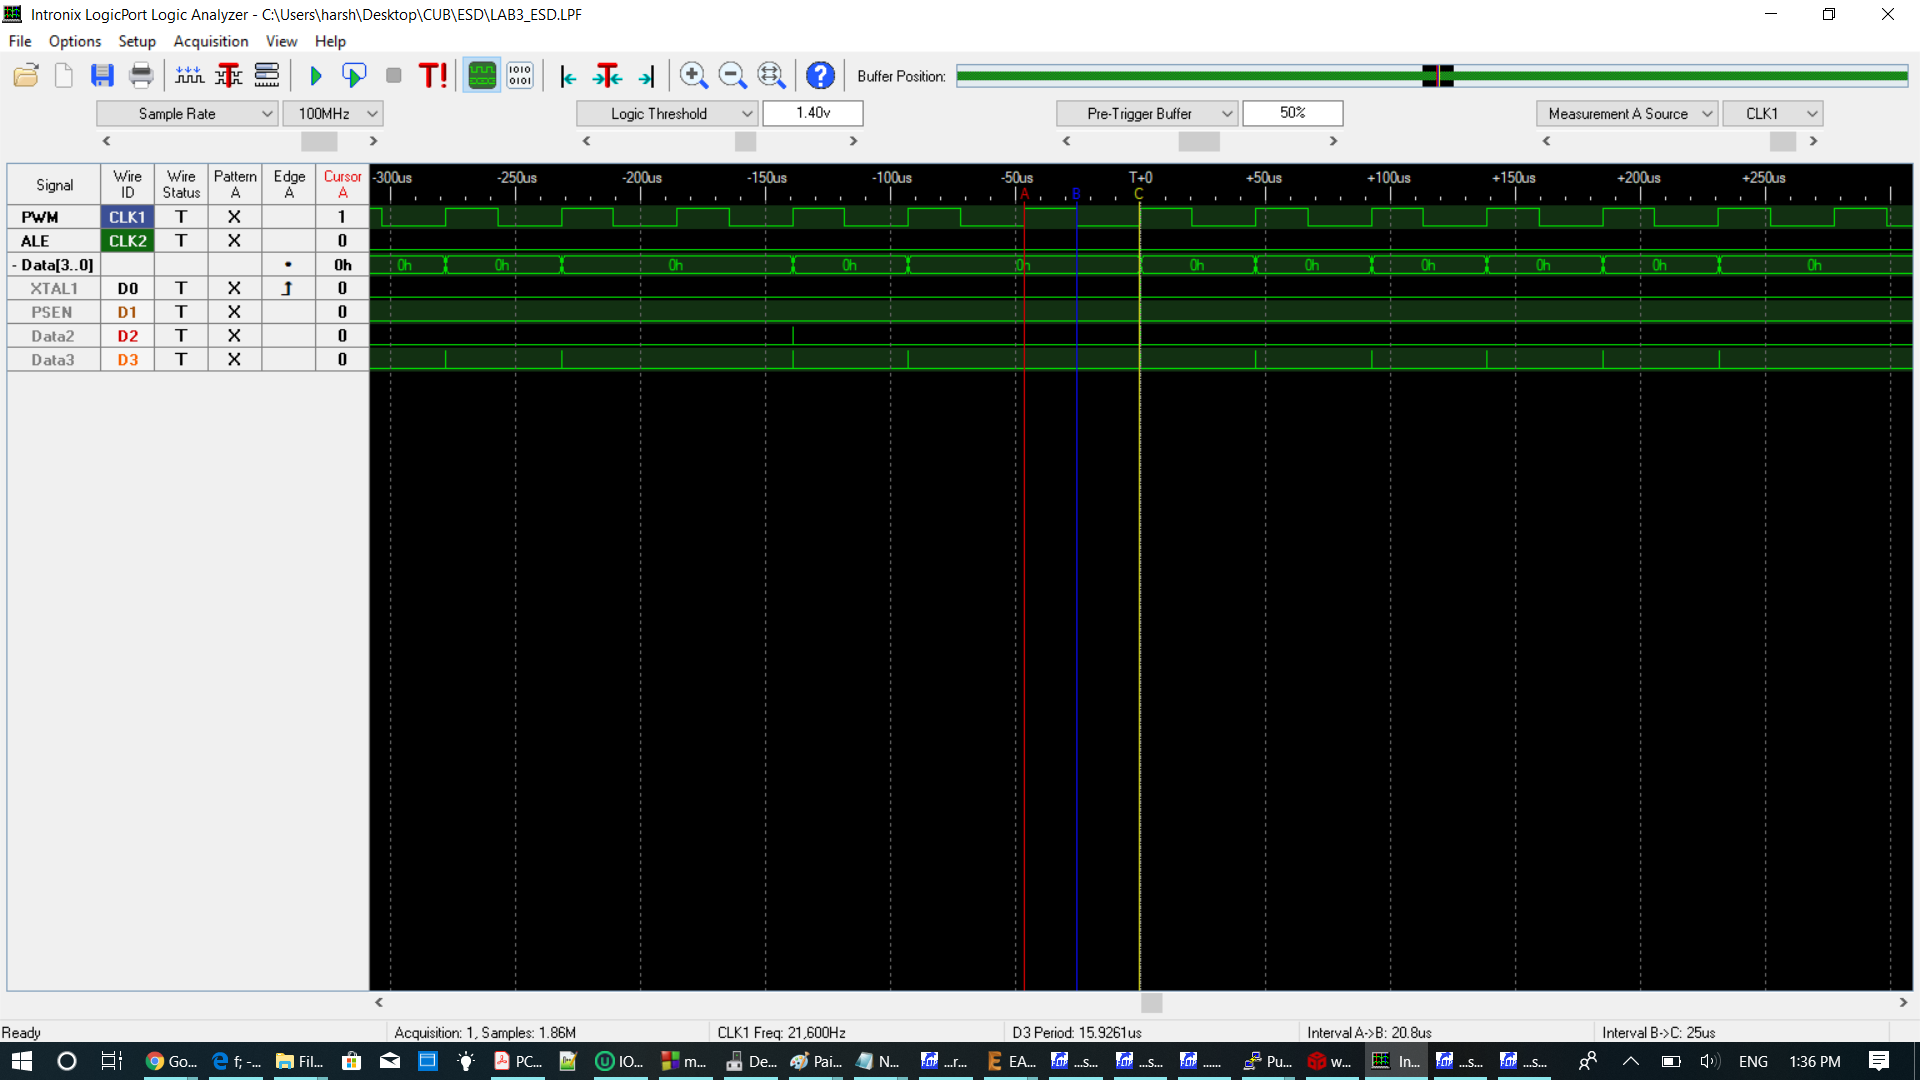 Intronix LogicPort Logic Analyzer - C:\Users\harsh\Desktop\CUB\ESD\LAB3_ESD.LPF
File Options Setup Acquisition View Help
Buffer Position:
Sample Rate 100MHz Logic Threshold 1.40v Pre-Trigger Buffer 50% Measurement A Source CLK1
Signal Wire ID Wire Status Pattern A Edge A Cursor A
-300us -250us -200us -150us -100us -50us T+0 +50us +100us +150us +200us +250us
A B C
PWM CLK1 T X 1
ALE CLK2 T X 0
- Data[3..0] 0h 0h 0h 0h 0h 0h 0h 0h 0h 0h 0h 0h
XTAL1 D0 T X 0
PSEN D1 T X 0
Data2 D2 T X 0
Data3 D3 T X 0
Ready Acquisition: 1, Samples: 1.86M CLK1 Freq: 21,600Hz D3 Period: 15.9261us Interval A->B: 20.8us Interval B->C: 25us
Go... f; -... Fil... PC... IO... m... De... Pai... N... ...r... EA... ...s... ...s... ...... Pu... w... In... ...s... ...s... ENG 1:36 PM